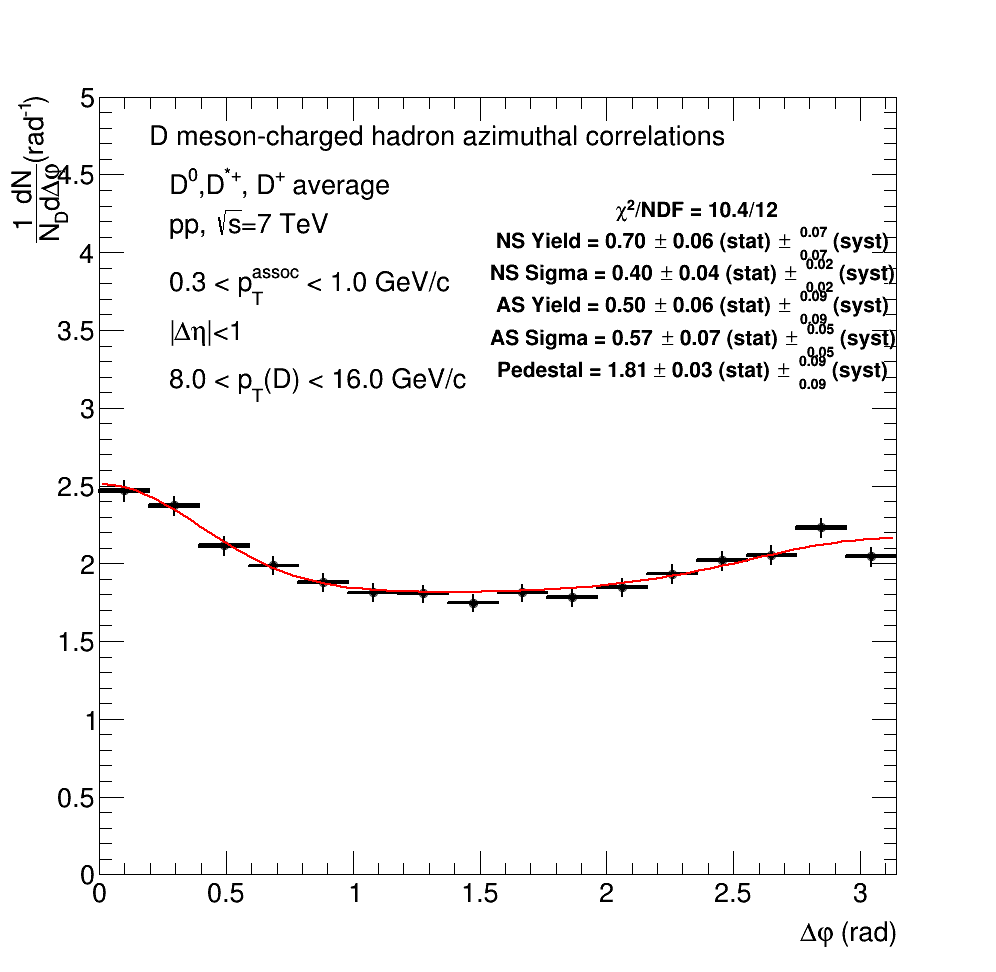 D meson-charged hadron azimuthal correlations
D⁰,D*⁺, D⁺ average
pp, √s=7 TeV
0.3 < p_T^assoc < 1.0 GeV/c
|Δη|<1
8.0 < p_T(D) < 16.0 GeV/c
χ²/NDF = 10.4/12
NS Yield = 0.70 ± 0.06 (stat) ± 0.07 0.07 (syst)
NS Sigma = 0.40 ± 0.04 (stat) ± 0.02 0.02 (syst)
AS Yield = 0.50 ± 0.06 (stat) ± 0.09 0.09 (syst)
AS Sigma = 0.57 ± 0.07 (stat) ± 0.05 0.05 (syst)
Pedestal = 1.81 ± 0.03 (stat) ± 0.09 0.09 (syst)
1 dN
N_D dΔφ (rad⁻¹)
5
4.5
4
3.5
3
2.5
2
1.5
1
0.5
0
0 0.5 1 1.5 2 2.5 3
Δφ (rad)